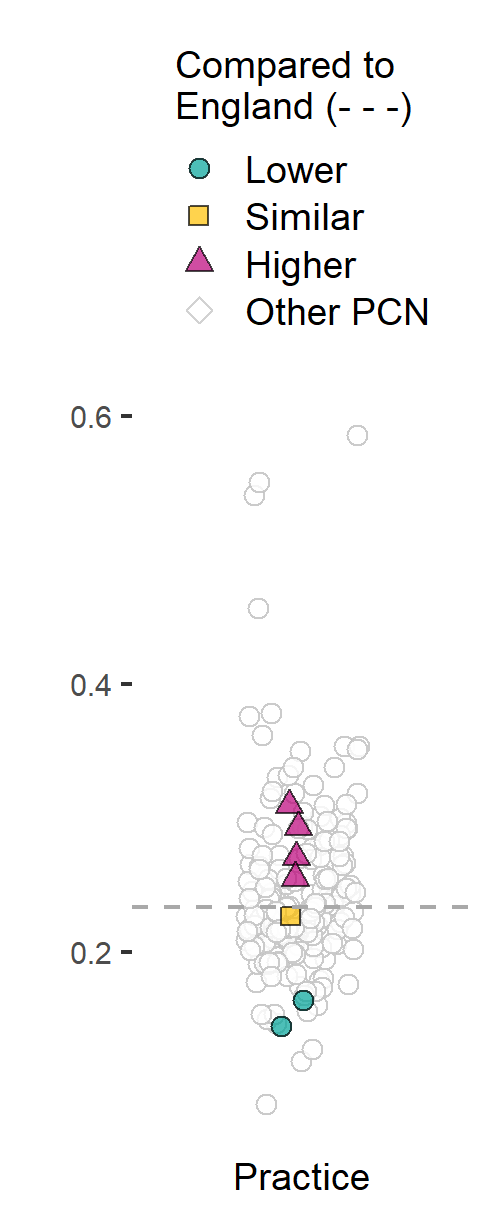 Compared to
England (- - -)
Lower
Similar
Higher
Other PCN
0.6
0.4
0.2
Practice